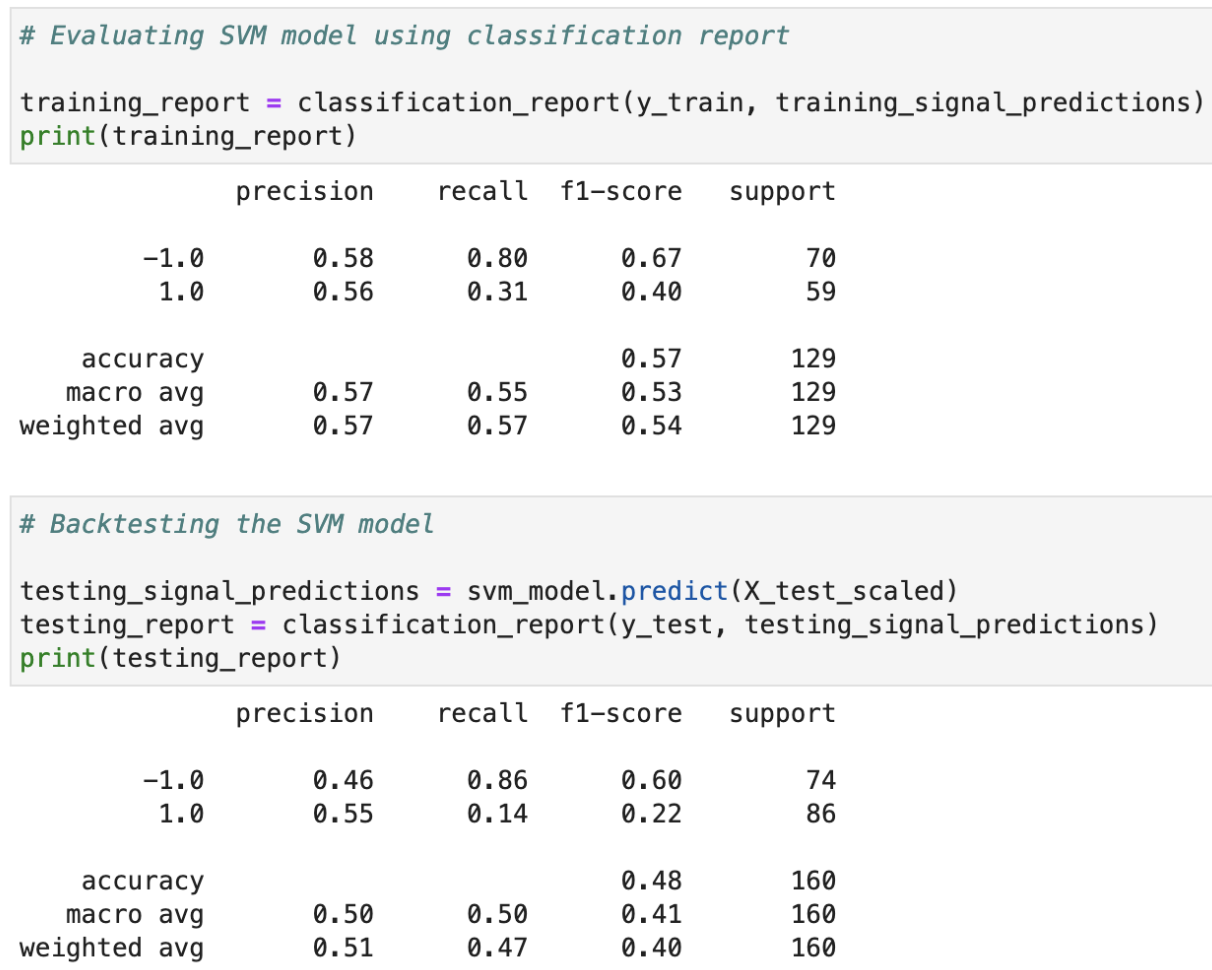 # Evaluating SVM model using classification report
training_report = classification_report(y_train, training_signal_predictions)
print(training_report)
precision recall f1-score support
-1.0 0.58 0.80 0.67 70
1.0 0.56 0.31 0.40 59
accuracy 0.57 129
macro avg 0.57 0.55 0.53 129
weighted avg 0.57 0.57 0.54 129
# Backtesting the SVM model
testing_signal_predictions = svm_model.predict(X_test_scaled)
testing_report = classification_report(y_test, testing_signal_predictions)
print(testing_report)
precision recall f1-score support
-1.0 0.46 0.86 0.60 74
1.0 0.55 0.14 0.22 86
accuracy 0.48 160
macro avg 0.50 0.50 0.41 160
weighted avg 0.51 0.47 0.40 160